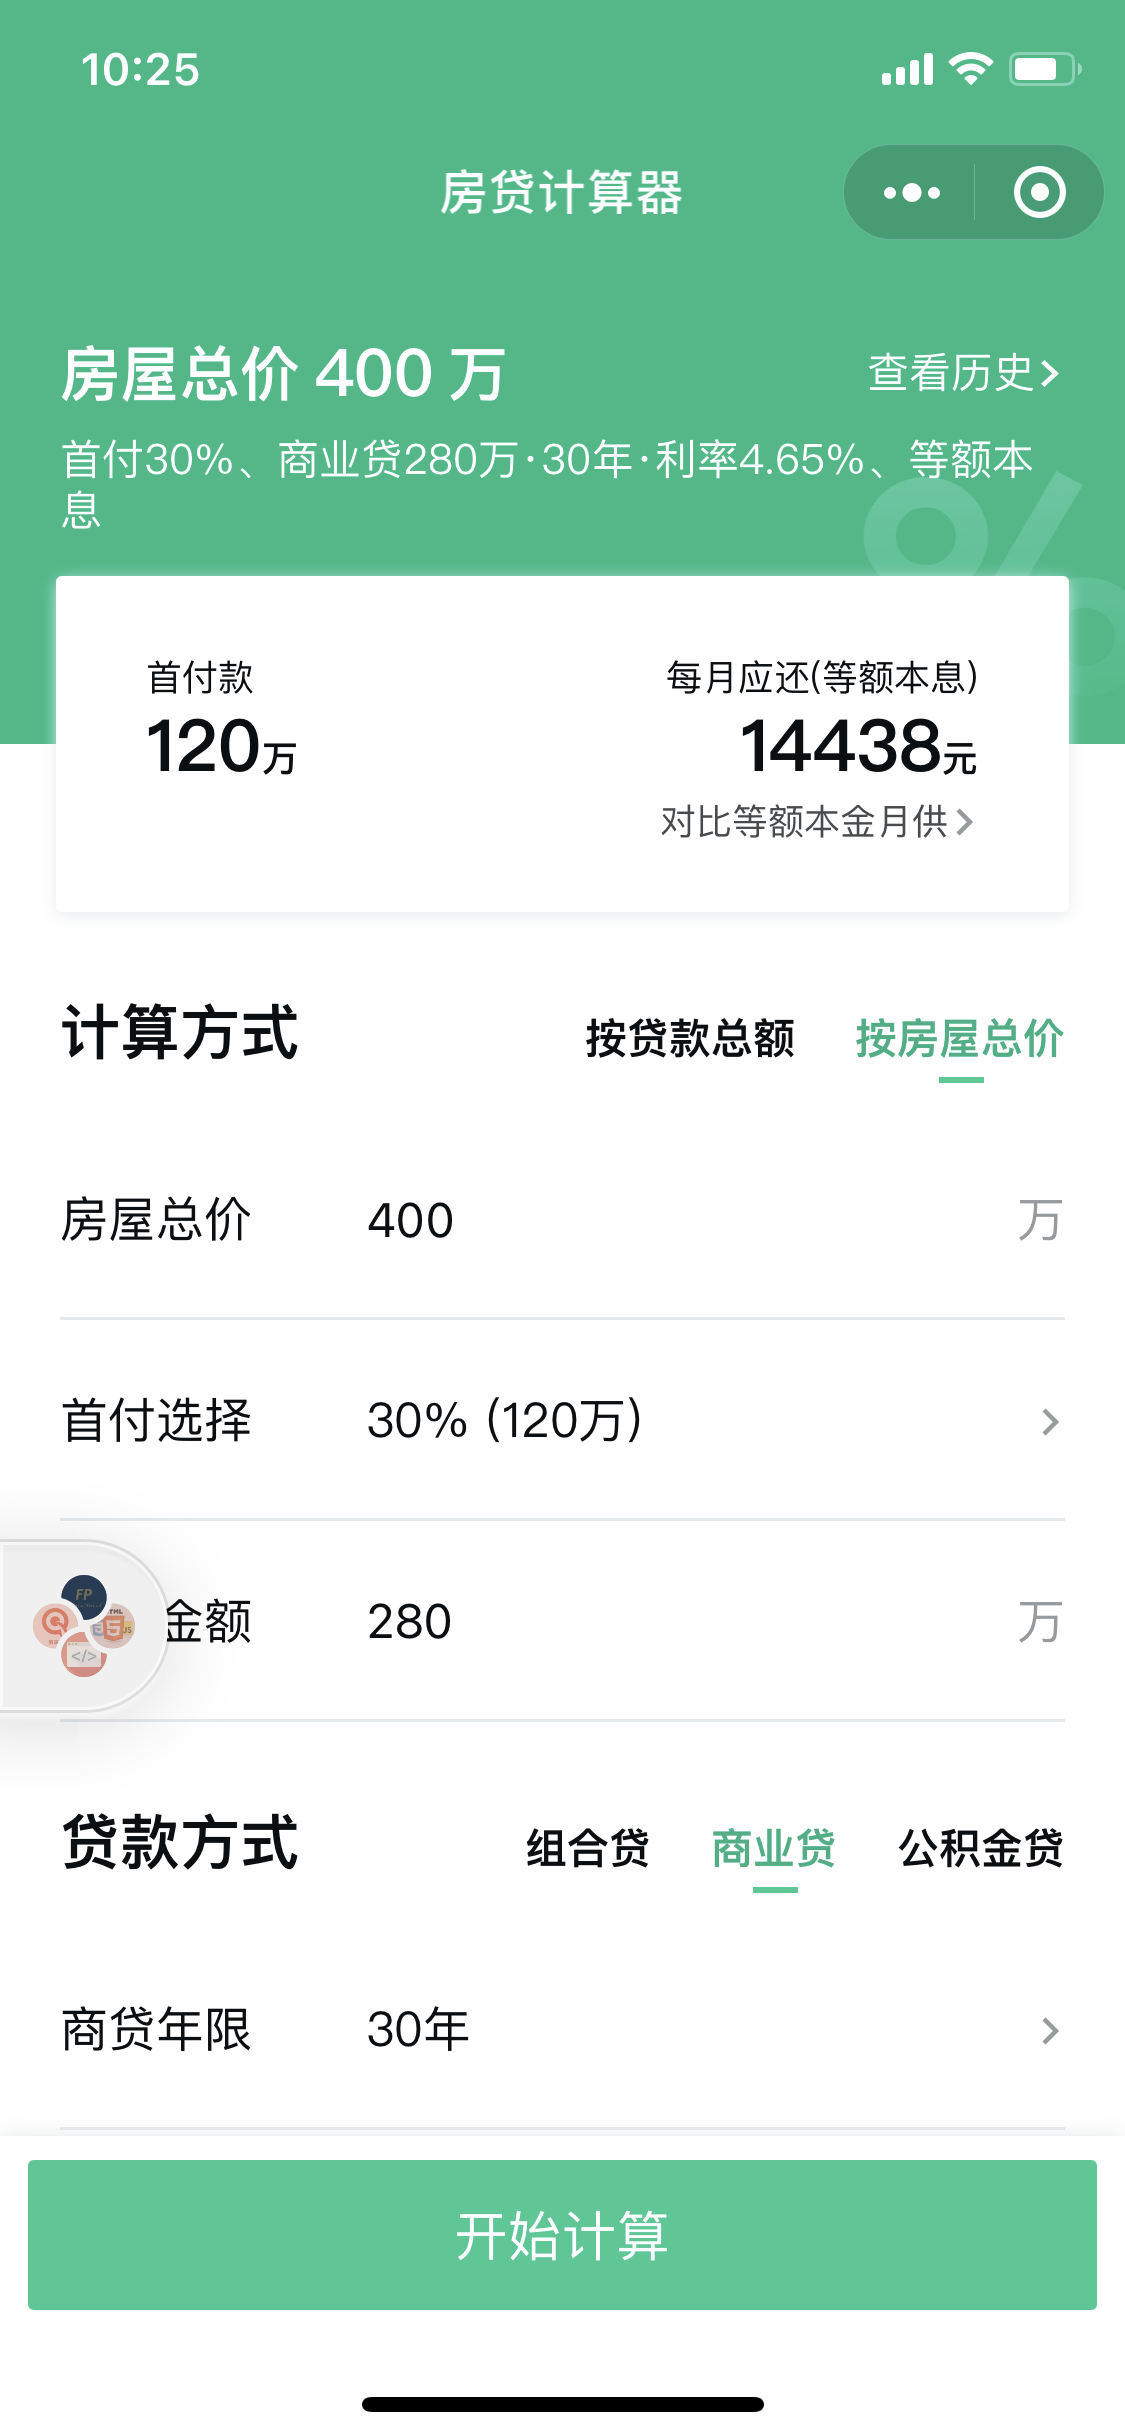 10:25
房贷计算器
房屋总价 400 万
查看历史
首付30%、商业贷280万·30年·利率4.65%、等额本
息
%
首付款
每月应还(等额本息)
120万
14438元
对比等额本金月供
计算方式
按贷款总额
按房屋总价
房屋总价
400
万
首付选择
30% (120万)
FP
</>
金额
280
万
贷款方式
组合贷
商业贷
公积金贷
商贷年限
30年
开始计算